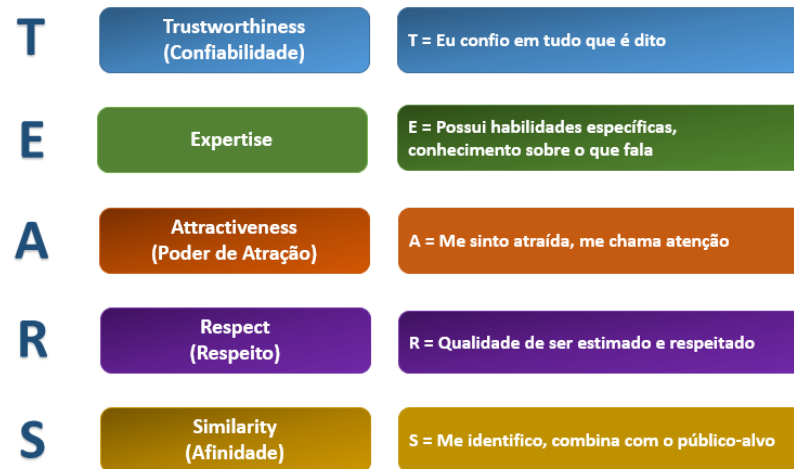 T
Trustworthiness
(Confiabilidade)
T = Eu confio em tudo que é dito
E
Expertise
E = Possui habilidades específicas,
conhecimento sobre o que fala
A
Attractiveness
(Poder de Atração)
A = Me sinto atraída, me chama atenção
R
Respect
(Respeito)
R = Qualidade de ser estimado e respeitado
S
Similarity
(Afinidade)
S = Me identifico, combina com o público-alvo